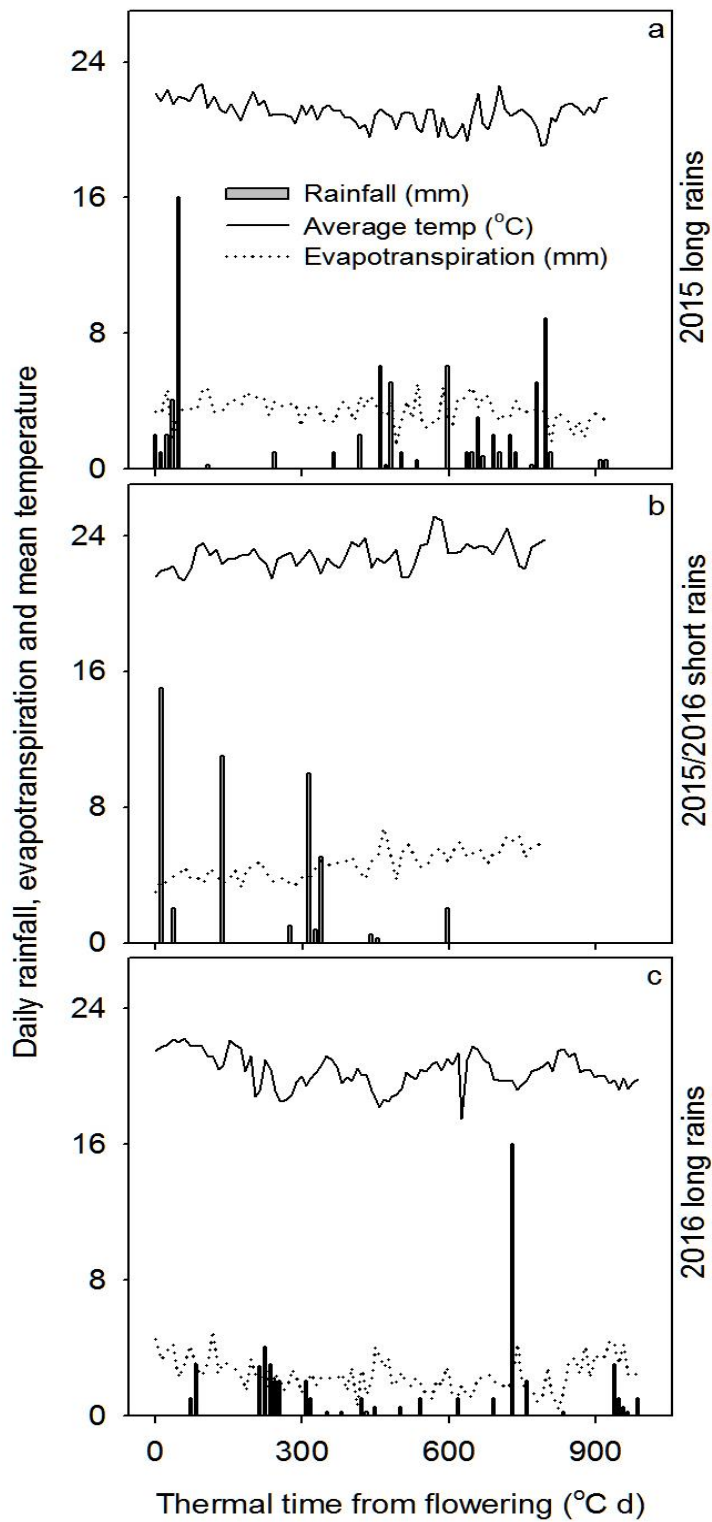 a
24
16
8
0
Rainfall (mm)
Average temp (°C)
Evapotranspiration (mm)
2015 long rains
b
24
16
8
0
2015/2016 short rains
c
24
16
8
0
2016 long rains
Daily rainfall, evapotranspiration and mean temperature
0 300 600 900
Thermal time from flowering (°C d)